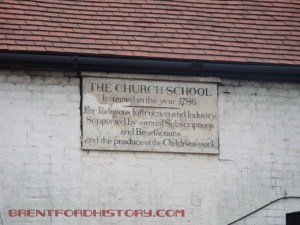 THE CHURCH SCHOOL
Instituted in the year 1786
For Religious Instruction and Industry
Supported by annual Subscriptions
and Benefactions
and the produce of the Childrens work
BRENTFORDHISTORY.COM